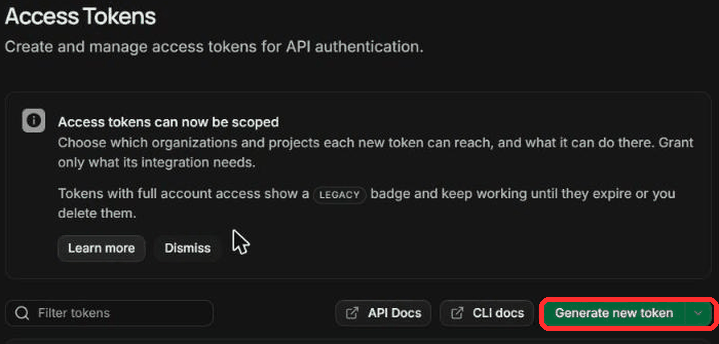 Access Tokens
Create and manage access tokens for API authentication.
Access tokens can now be scoped
Choose which organizations and projects each new token can reach, and what it can do there. Grant
only what its integration needs.
Tokens with full account access show a LEGACY badge and keep working until they expire or you
delete them.
Learn more Dismiss
Filter tokens API Docs CLI docs Generate new token